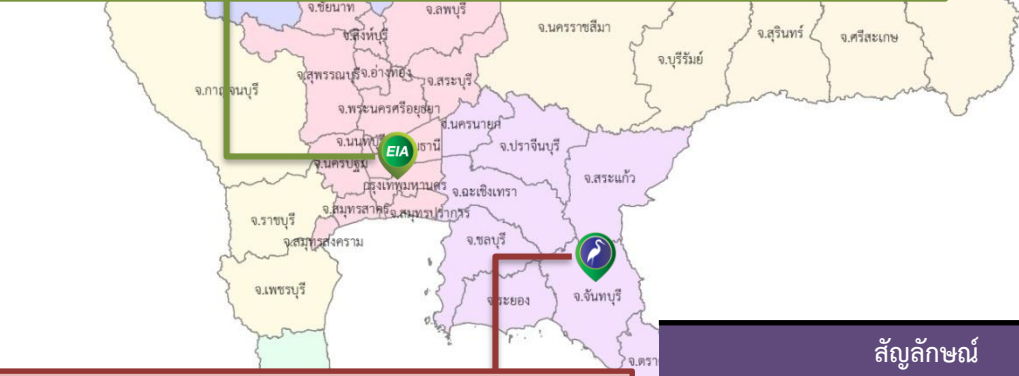 จ.ชัยนาท
จ.ลพบุรี
จ.นครราชสีมา
จ.สุรินทร์
จ.ศรีสะเกษ
จ.สิงห์บุรี
จ.บุรีรัมย์
จ.สุพรรณบุรี
จ.อ่างทอง
จ.สระบุรี
จ.กาญจนบุรี
จ.พระนครศรีอยุธยา
จ.นครนายก
จ.ปราจีนบุรี
EIA
จ.นครปฐม
จ.สระแก้ว
กรุงเทพมหานคร
จ.ฉะเชิงเทรา
จ.ราชบุรี
จ.สมุทรสาคร
จ.สมุทรปราการ
จ.สมุทรสงคราม
จ.ชลบุรี
จ.เพชรบุรี
จ.ระยอง
จ.จันทบุรี
สัญลักษณ์